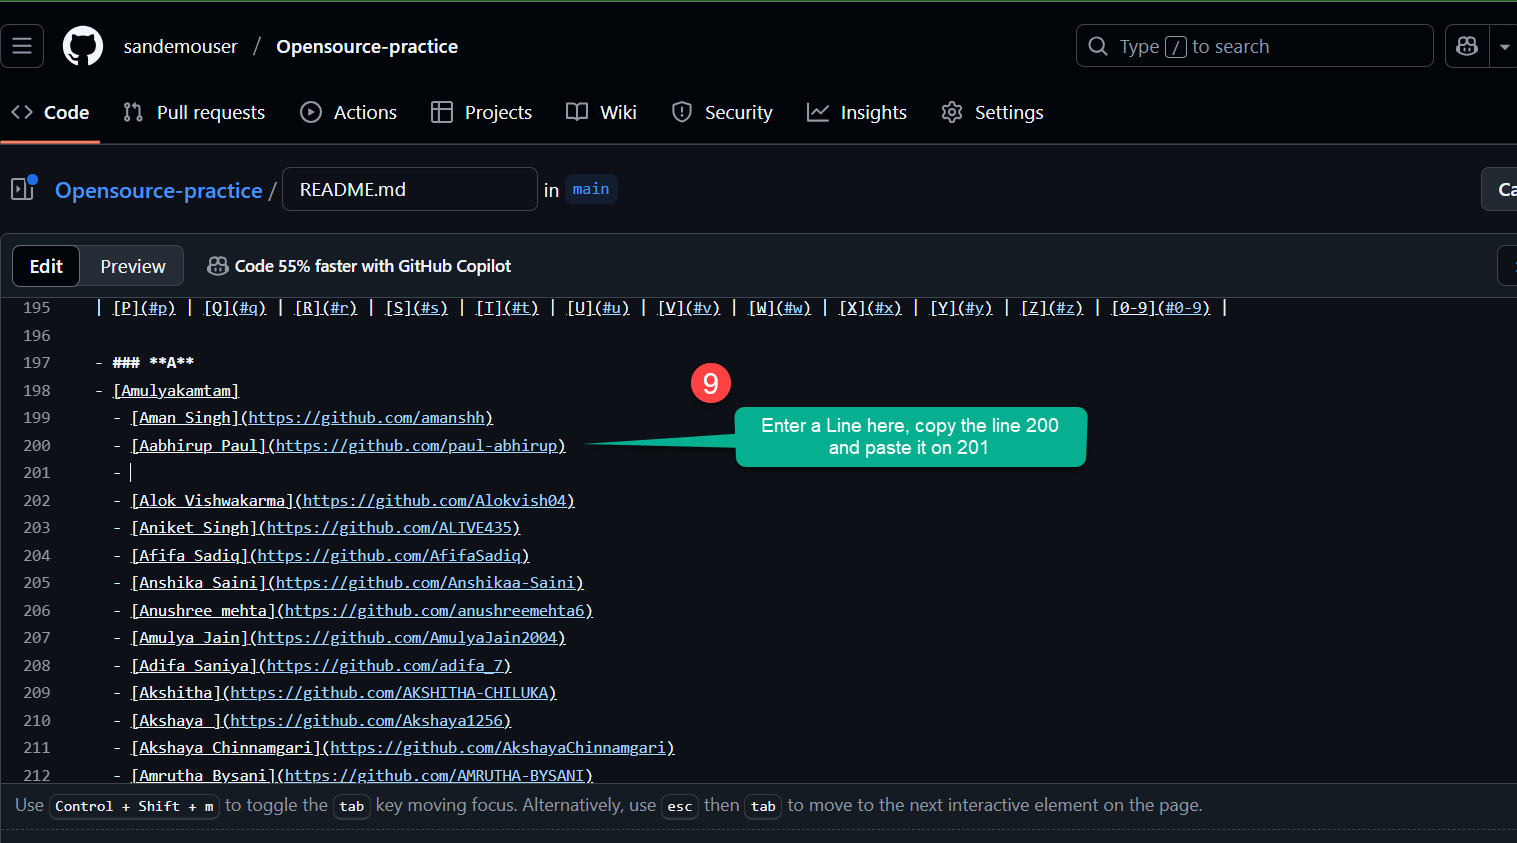 sandemouser / Opensource-practice
Type / to search
Code Pull requests Actions Projects Wiki Security Insights Settings
Opensource-practice / README.md in main
Ca
Edit Preview Code 55% faster with GitHub Copilot
195 | [P](#p) | [Q](#q) | [R](#r) | [S](#s) | [T](#t) | [U](#u) | [V](#v) | [W](#w) | [X](#x) | [Y](#y) | [Z](#z) | [0-9](#0-9) |
196
197 - ### **A**
198 - [Amulyakamtam]
199 - [Aman Singh](https://github.com/amanshh)
200 - [Aabhirup Paul](https://github.com/paul-abhirup)
201 -
202 - [Alok Vishwakarma](https://github.com/Alokvish04)
203 - [Aniket Singh](https://github.com/ALIVE435)
204 - [Afifa Sadiq](https://github.com/AfifaSadiq)
205 - [Anshika Saini](https://github.com/Anshikaa-Saini)
206 - [Anushree mehta](https://github.com/anushreemehta6)
207 - [Amulya Jain](https://github.com/AmulyaJain2004)
208 - [Adifa Saniya](https://github.com/adifa_7)
209 - [Akshitha](https://github.com/AKSHITHA-CHILUKA)
210 - [Akshaya ](https://github.com/Akshaya1256)
211 - [Akshaya Chinnamgari](https://github.com/AkshayaChinnamgari)
212 - [Amrutha Bysani](https://github.com/AMRUTHA-BYSANI)
9
Enter a Line here, copy the line 200
and paste it on 201
Use Control + Shift + m to toggle the tab key moving focus. Alternatively, use esc then tab to move to the next interactive element on the page.